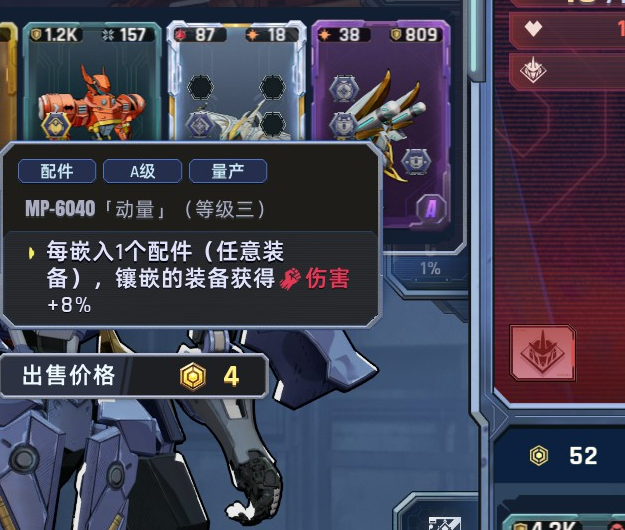 1.2K 157 87 18 38 809
A
配件 A级 量产
MP-6040「动量」（等级三）
每嵌入1个配件（任意装
备），镶嵌的装备获得伤害
+8%
1%
出售价格 4
52
4.2K